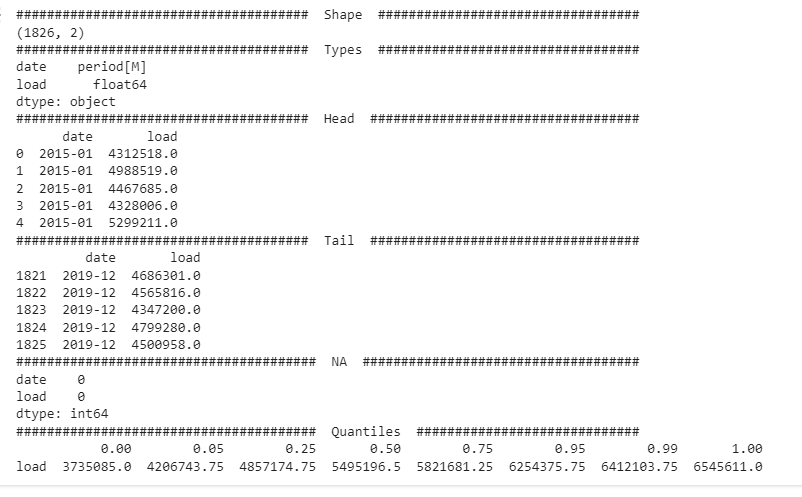 ##################################### Shape #################################
(1826, 2)
##################################### Types #################################
date period[M]
load float64
dtype: object
##################################### Head ##################################
date load
0 2015-01 4312518.0
1 2015-01 4988519.0
2 2015-01 4467685.0
3 2015-01 4328006.0
4 2015-01 5299211.0
##################################### Tail ##################################
date load
1821 2019-12 4686301.0
1822 2019-12 4565816.0
1823 2019-12 4347200.0
1824 2019-12 4799280.0
1825 2019-12 4500958.0
###################################### NA ###################################
date 0
load 0
dtype: int64
###################################### Quantiles ############################
0.00 0.05 0.25 0.50 0.75 0.95 0.99 1.00
load 3735085.0 4206743.75 4857174.75 5495196.5 5821681.25 6254375.75 6412103.75 6545611.0